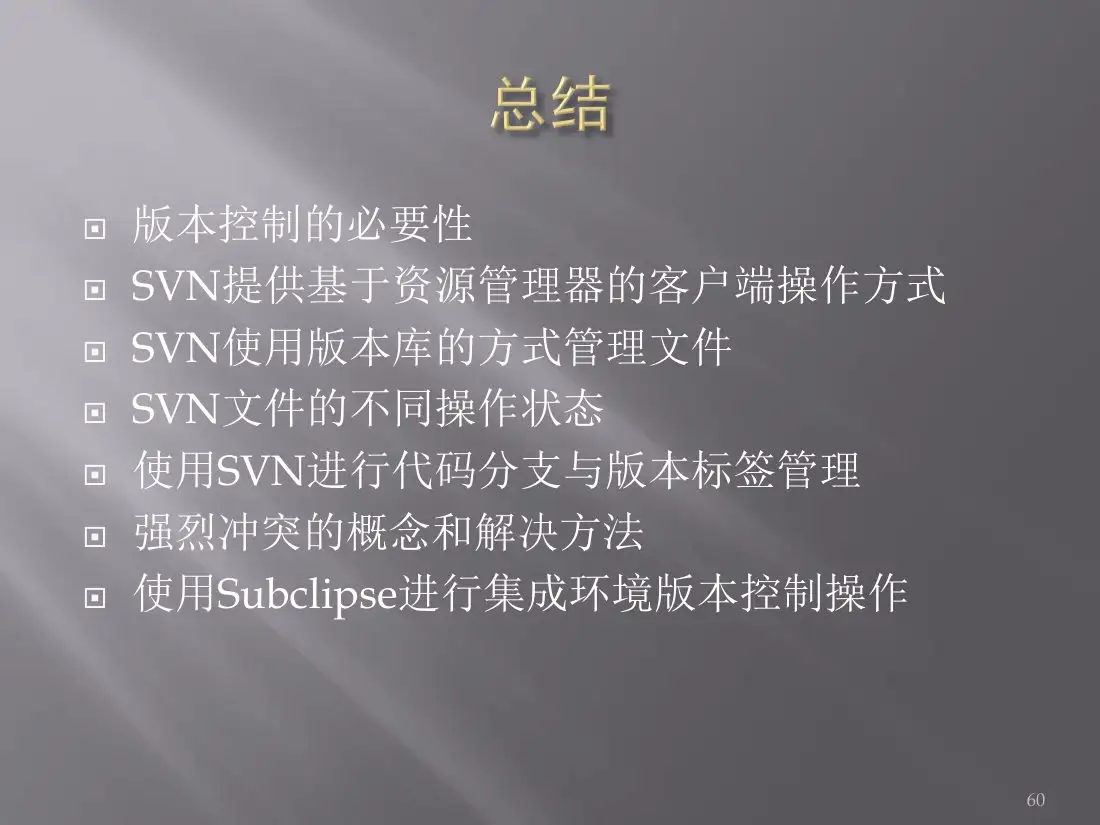 总结
版本控制的必要性
SVN提供基于资源管理器的客户端操作方式
SVN使用版本库的方式管理文件
SVN文件的不同操作状态
使用SVN进行代码分支与版本标签管理
强烈冲突的概念和解决方法
使用Subclipse进行集成环境版本控制操作
60